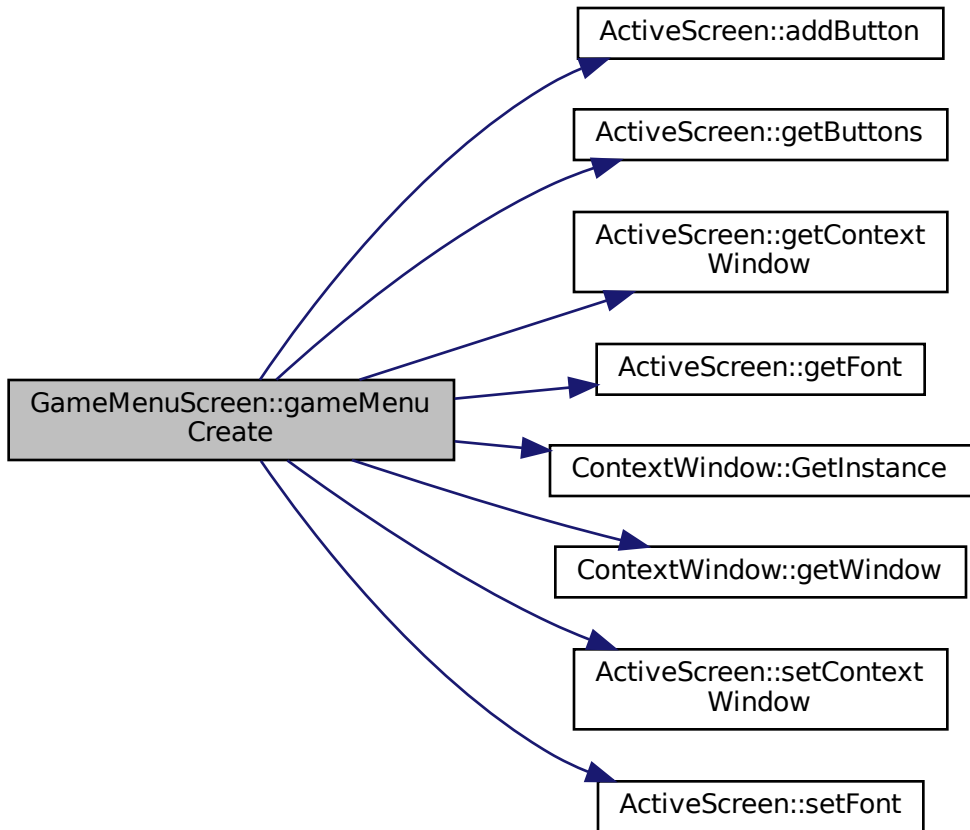 ActiveScreen::addButton
ActiveScreen::getButtons
ActiveScreen::getContext
Window
ActiveScreen::getFont
GameMenuScreen::gameMenu
Create
ContextWindow::GetInstance
ContextWindow::getWindow
ActiveScreen::setContext
Window
ActiveScreen::setFont